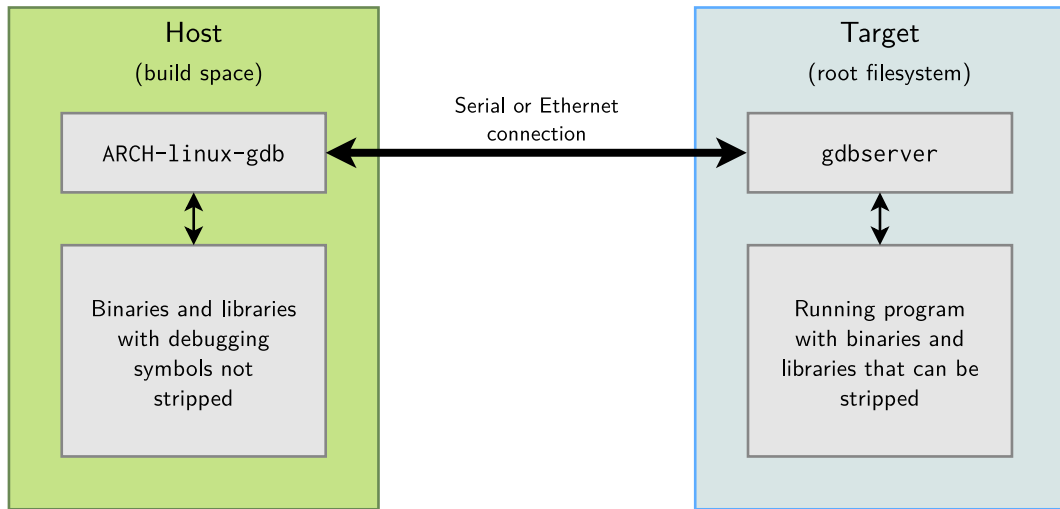 Host
(build space)
ARCH-linux-gdb
Binaries and libraries
with debugging
symbols not
stripped
Serial or Ethernet
connection
Target
(root filesystem)
gdbserver
Running program
with binaries and
libraries that can be
stripped